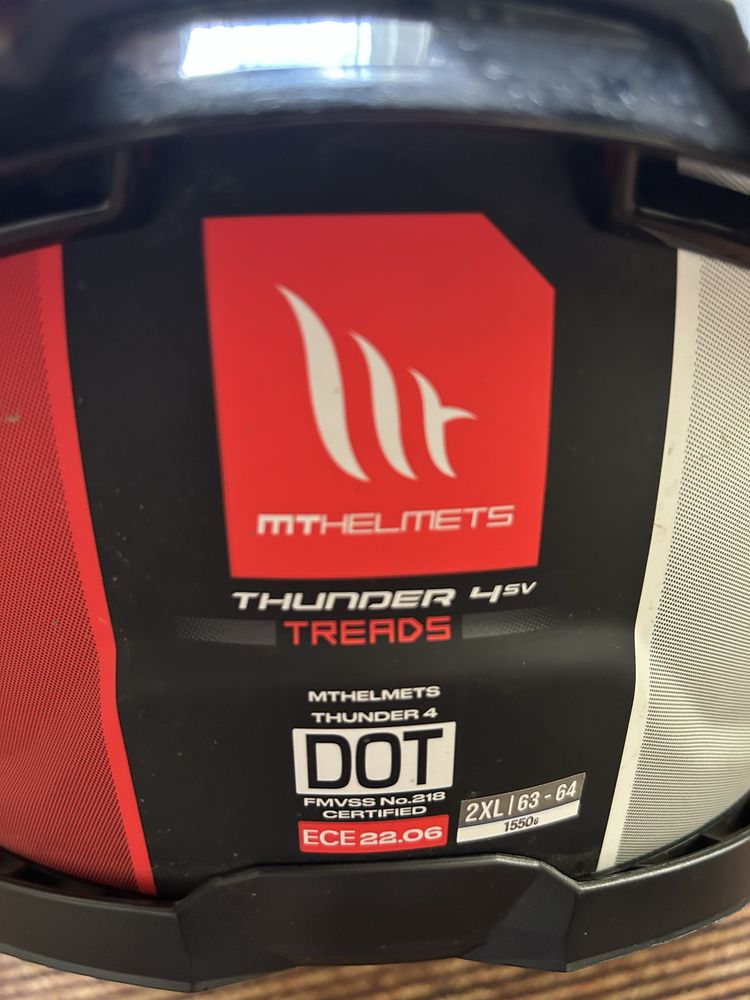 MTHELMETS
THUNDER 4SV
TREADS
MTHELMETS
THUNDER 4
DOT
FMVSS No.218
CERTIFIED
ECE 22.06
2XL | 63 - 64
1550G